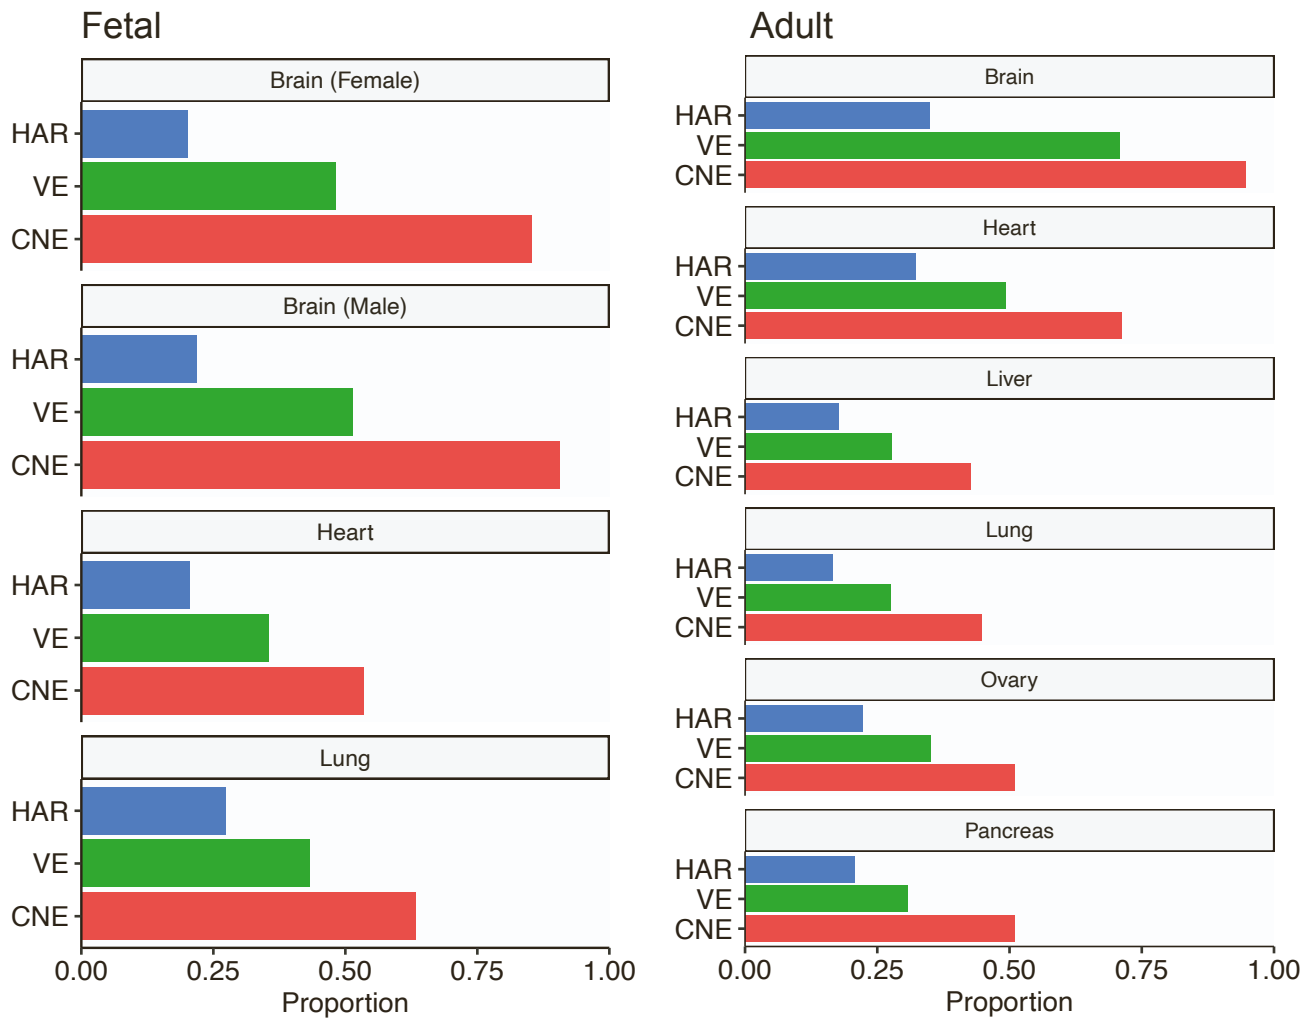 Fetal
Brain (Female)
HAR
VE
CNE
Brain (Male)
HAR
VE
CNE
Heart
HAR
VE
CNE
Lung
HAR
VE
CNE
0.00 0.25 0.50 0.75 1.00
Proportion
Adult
Brain
HAR
VE
CNE
Heart
HAR
VE
CNE
Liver
HAR
VE
CNE
Lung
HAR
VE
CNE
Ovary
HAR
VE
CNE
Pancreas
HAR
VE
CNE
0.00 0.25 0.50 0.75 1.00
Proportion